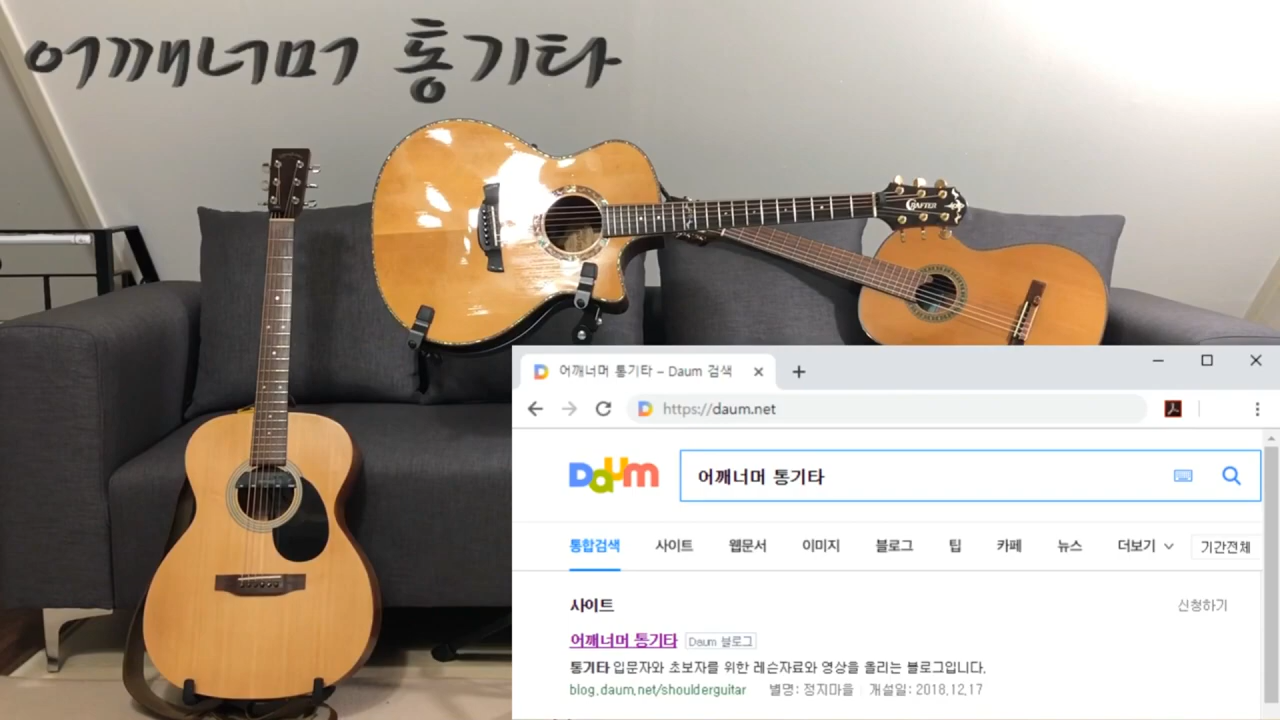 어깨너머 통기타
CRAFTER
어깨너머 통기타 – Daum 검색
https://daum.net
Daum
어깨너머 통기타
통합검색 사이트 웹문서 이미지 블로그 팁 카페 뉴스 더보기 기간전체
사이트
신청하기
어깨너머 통기타 Daum 블로그
통기타 입문자와 초보자를 위한 레슨자료와 영상을 올리는 블로그입니다.
blog.daum.net/shoulderguitar 별명: 정지마을 개설일: 2018.12.17